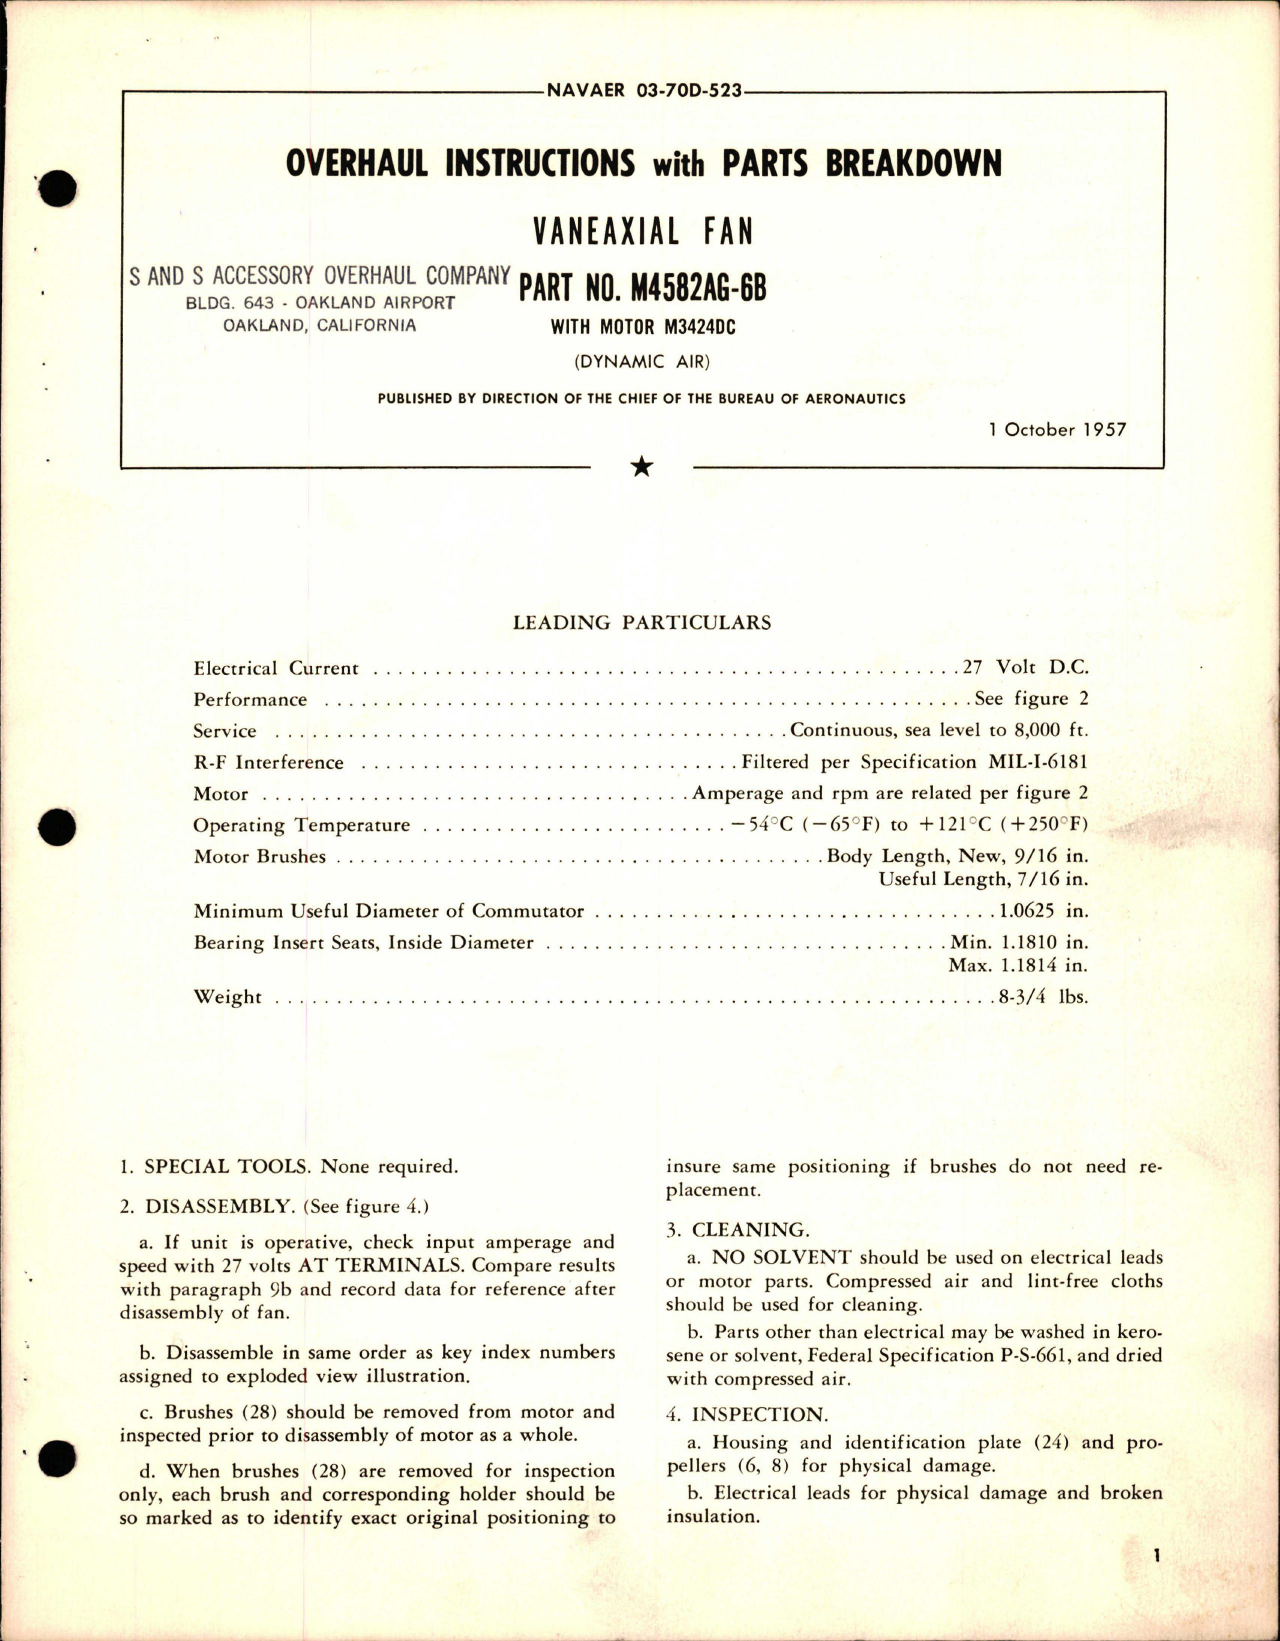 NAVAER 03-70D-523
OVERHAUL INSTRUCTIONS with PARTS BREAKDOWN
VANEAXIAL FAN
S AND S ACCESSORY OVERHAUL COMPANY
BLDG. 643 - OAKLAND AIRPORT
OAKLAND, CALIFORNIA
PART NO. M4582AG-6B
WITH MOTOR M3424DC
(DYNAMIC AIR)
PUBLISHED BY DIRECTION OF THE CHIEF OF THE BUREAU OF AERONAUTICS
1 October 1957
LEADING PARTICULARS
Electrical Current . . . . . . . . . . 27 Volt D.C.
Performance . . . . . . . . . . See figure 2
Service . . . . . . . . . . Continuous, sea level to 8,000 ft.
R-F Interference . . . . . . . . . . Filtered per Specification MIL-I-6181
Motor . . . . . . . . . . Amperage and rpm are related per figure 2
Operating Temperature . . . . . . . . . . −54°C (−65°F) to +121°C (+250°F)
Motor Brushes . . . . . . . . . . Body Length, New, 9/16 in.
Useful Length, 7/16 in.
Minimum Useful Diameter of Commutator . . . . . . . . . . 1.0625 in.
Bearing Insert Seats, Inside Diameter . . . . . . . . . . Min. 1.1810 in.
Max. 1.1814 in.
Weight . . . . . . . . . . 8-3/4 lbs.
1. SPECIAL TOOLS. None required.
2. DISASSEMBLY. (See figure 4.)
a. If unit is operative, check input amperage and
speed with 27 volts AT TERMINALS. Compare results
with paragraph 9b and record data for reference after
disassembly of fan.
b. Disassemble in same order as key index numbers
assigned to exploded view illustration.
c. Brushes (28) should be removed from motor and
inspected prior to disassembly of motor as a whole.
d. When brushes (28) are removed for inspection
only, each brush and corresponding holder should be
so marked as to identify exact original positioning to
insure same positioning if brushes do not need re-
placement.
3. CLEANING.
a. NO SOLVENT should be used on electrical leads
or motor parts. Compressed air and lint-free cloths
should be used for cleaning.
b. Parts other than electrical may be washed in kero-
sene or solvent, Federal Specification P-S-661, and dried
with compressed air.
4. INSPECTION.
a. Housing and identification plate (24) and pro-
pellers (6, 8) for physical damage.
b. Electrical leads for physical damage and broken
insulation.
1